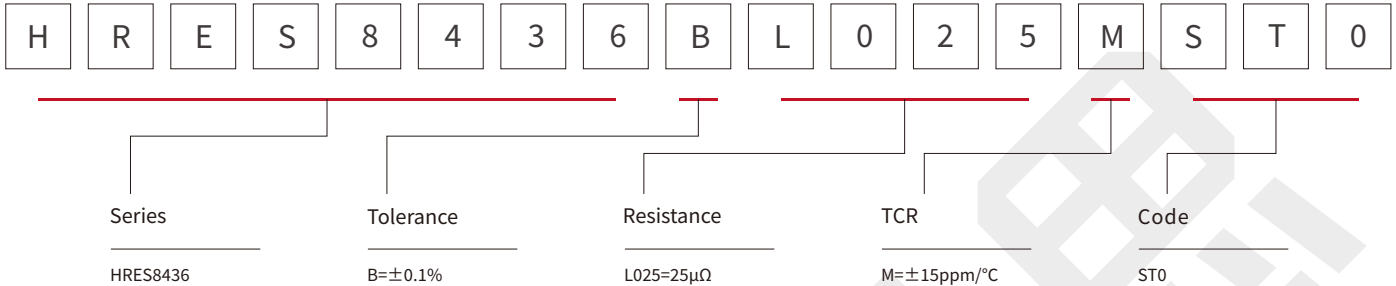 H R E S 8 4 3 6 B L 0 2 5 M S T 0
Series Tolerance Resistance TCR Code
HRES8436 B=±0.1% L025=25μΩ M=±15ppm/°C ST0